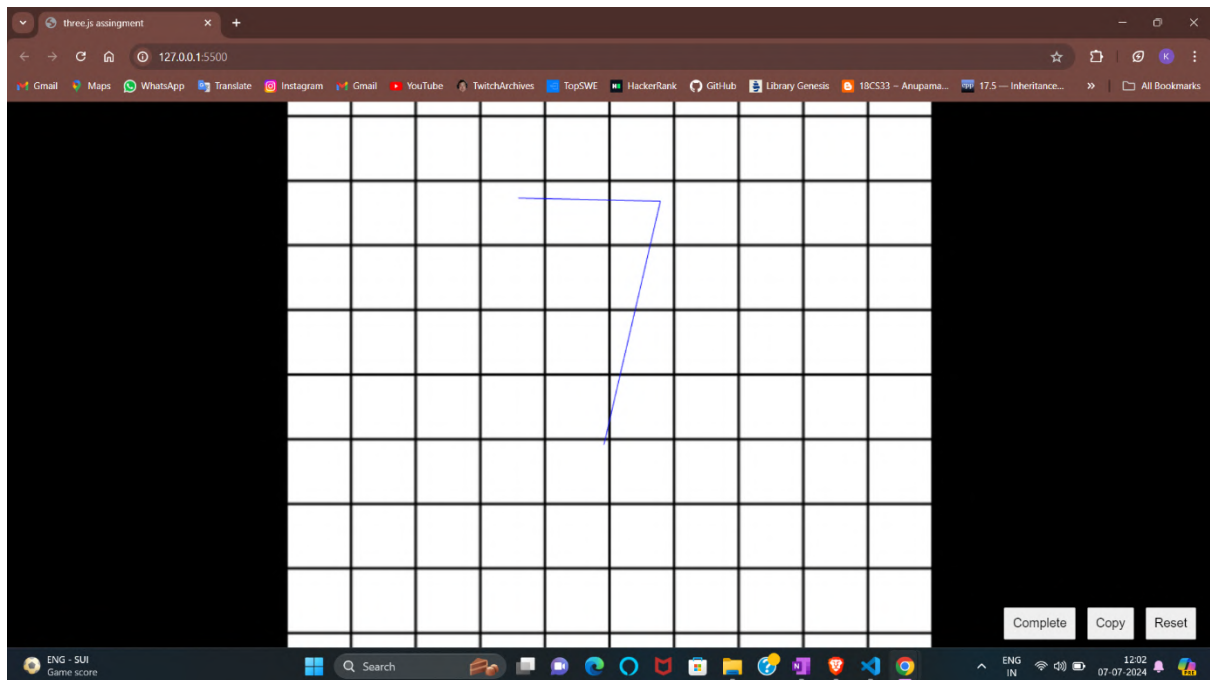 three.js assingment
127.0.0.1:5500
Gmail Maps WhatsApp Translate Instagram Gmail YouTube TwitchArchives TopSWE HackerRank GitHub Library Genesis 18CS33 – Anupama... 17.5 — Inheritance... » All Bookmarks
Complete Copy Reset
ENG - SUI
Game score
Search
ENG
IN
12:02
07-07-2024